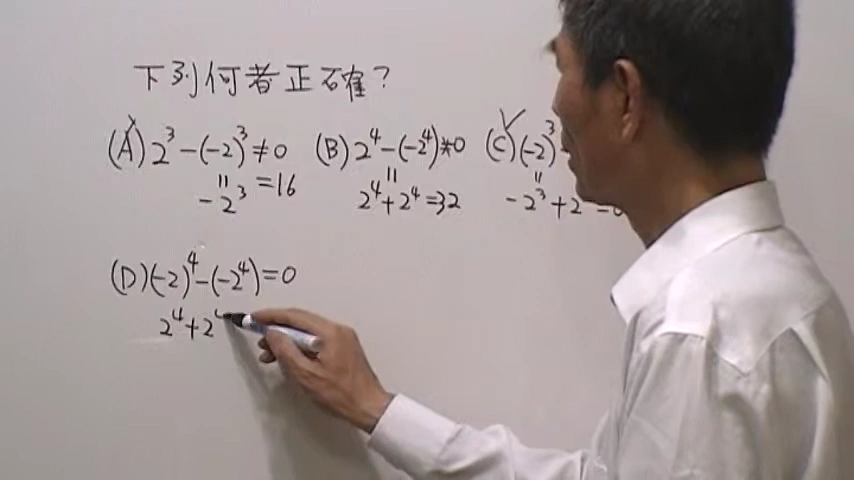 下列何者正確？
(A) 2³ - (-2)³ ≠ 0 (B) 2⁴ - (-2⁴) ≠ 0 (C) (-2)³
= 16
-2³
2⁴ + 2⁴ = 32
-2³ + 2
(D) (-2)⁴ - (-2⁴) = 0
2⁴ + 2